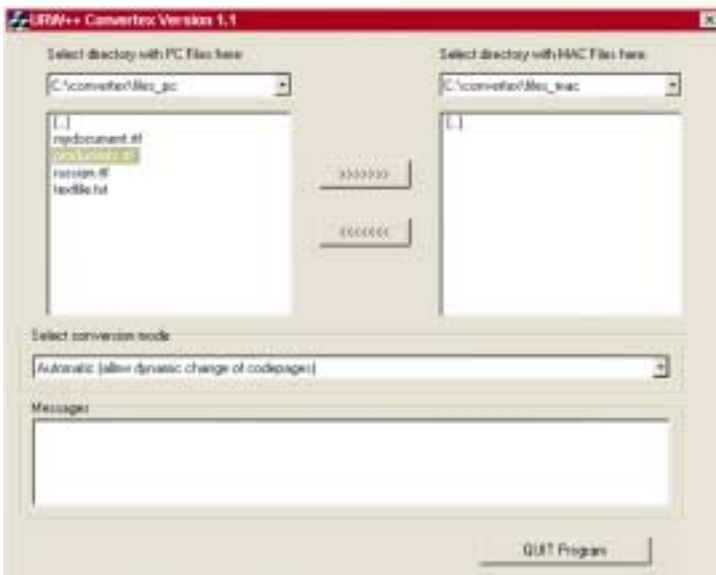 URW++ Convertex Version 1.1
Select directory with PC Files here
Select directory with MAC Files here
C:\convertex\files_pc
C:\convertex\files_mac
[..]
mydocument.rtf
russian.rtf
textfile.txt
[..]
>>>>>>>
<<<<<<<
Select conversion mode
Automatic (allow dynamic change of codepages)
Messages
QUIT Program